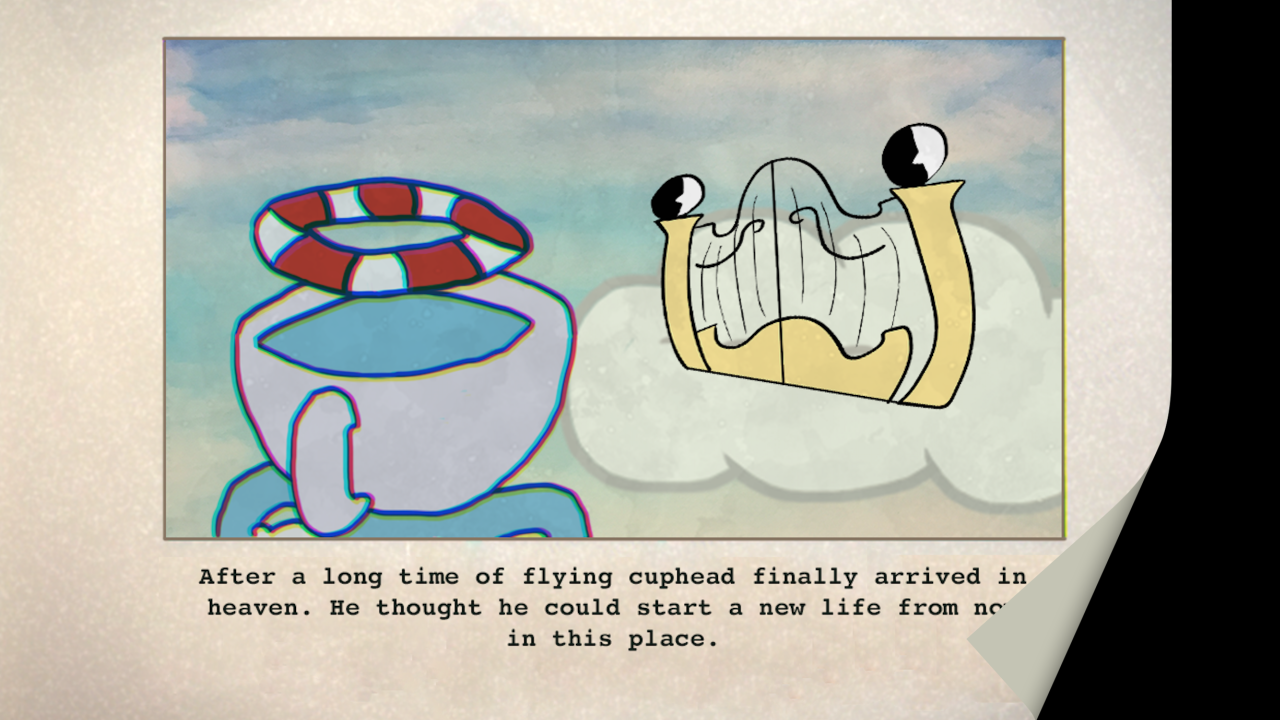 After a long time of flying cuphead finally arrived in
heaven. He thought he could start a new life from
in this place.